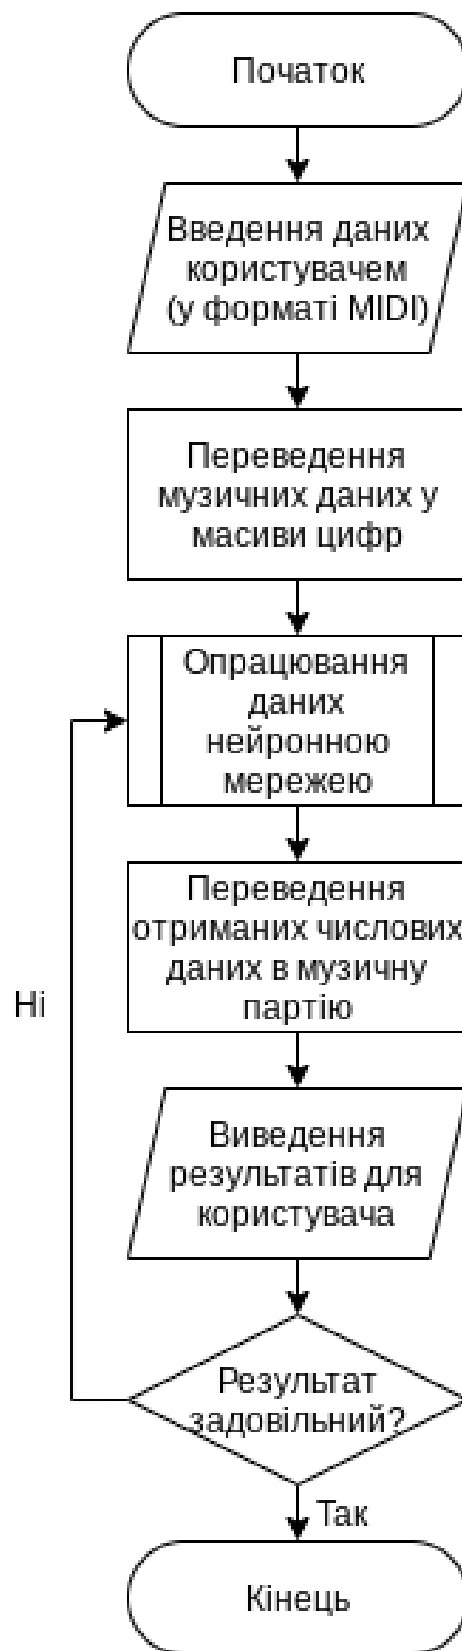 Початок
Введення даних
користувачем
(у форматі MIDI)
Переведення
музичних даних у
масиви цифр
Опрацювання
даних
нейронною
мережею
Переведення
отриманих числових
даних в музичну
партію
Ні
Виведення
результатів для
користувача
Результат
задовільний?
Так
Кінець